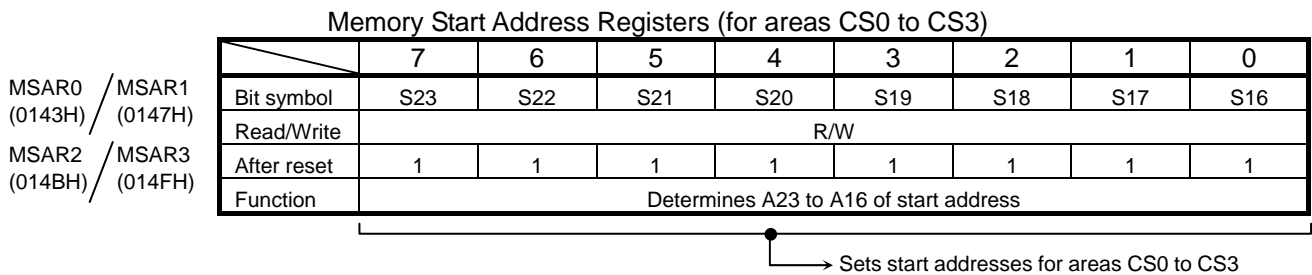 Memory Start Address Registers (for areas CS0 to CS3)
7 6 5 4 3 2 1 0
MSAR0 / MSAR1
(0143H) (0147H)
Bit symbol S23 S22 S21 S20 S19 S18 S17 S16
Read/Write R/W
MSAR2 / MSAR3
(014BH) (014FH)
After reset 1 1 1 1 1 1 1 1
Function Determines A23 to A16 of start address
Sets start addresses for areas CS0 to CS3